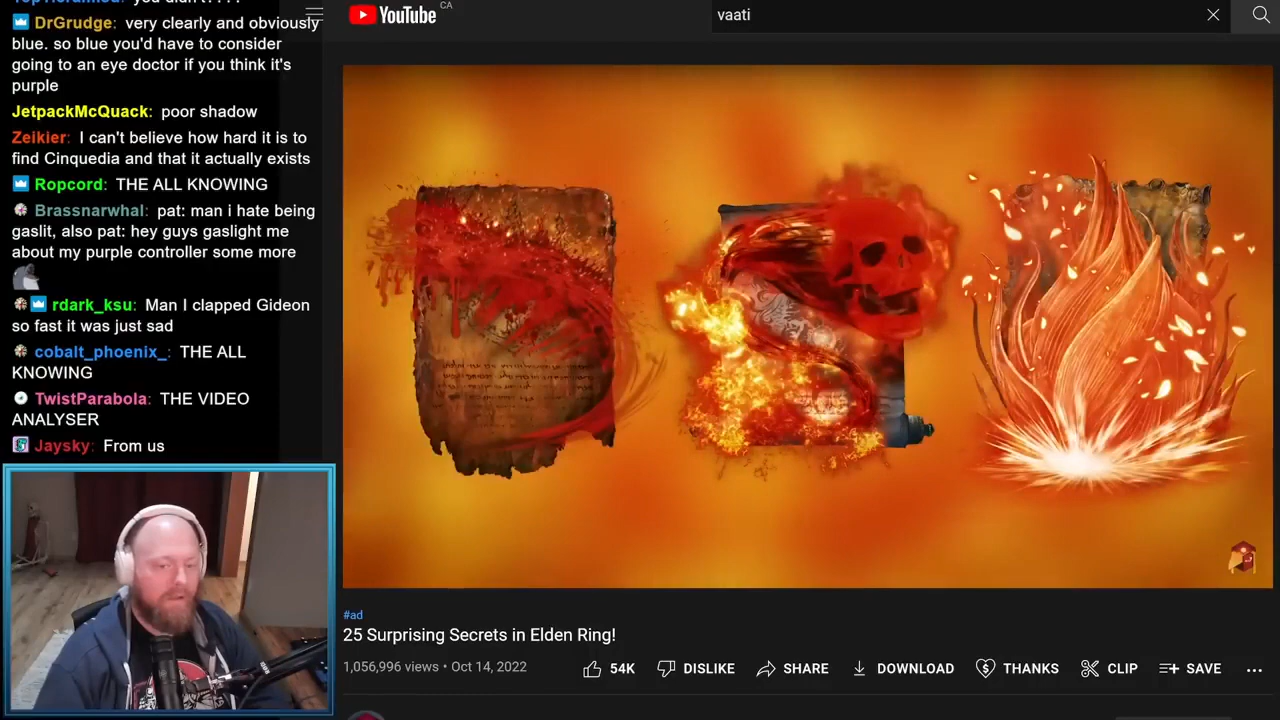 DrGrudge: very clearly and obviously
blue. so blue you'd have to consider
going to an eye doctor if you think it's
purple
JetpackMcQuack: poor shadow
Zeikier: I can't believe how hard it is to
find Cinquedia and that it actually exists
Ropcord: THE ALL KNOWING
Brassnarwhal: pat: man i hate being
gaslit, also pat: hey guys gaslight me
about my purple controller some more
rdark_ksu: Man I clapped Gideon
so fast it was just sad
cobalt_phoenix_: THE ALL
KNOWING
TwistParabola: THE VIDEO
ANALYSER
Jaysky: From us
YouTube CA
vaati
#ad
25 Surprising Secrets in Elden Ring!
1,056,996 views • Oct 14, 2022
54K
DISLIKE
SHARE
DOWNLOAD
THANKS
CLIP
SAVE